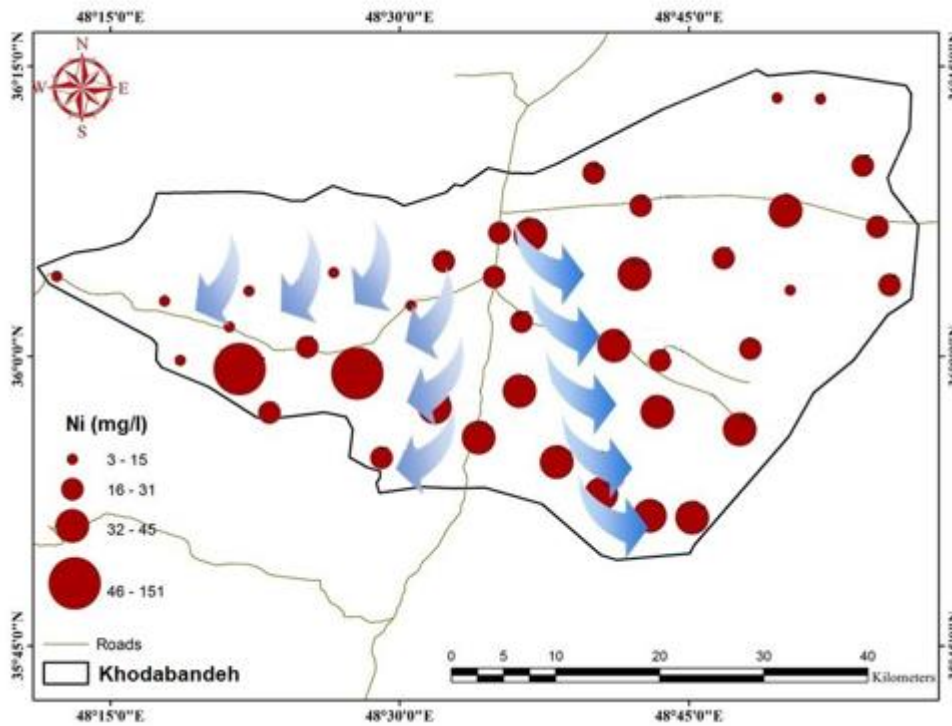 48°15'0"E 48°30'0"E 48°45'0"E
36°15'0"N
N
W E
S
36°0'0"N
Ni (mg/l)
3 - 15
16 - 31
32 - 45
46 - 151
Roads
Khodabandeh
35°45'0"N
0 5 10 20 30 40
Kilometers
48°15'0"E 48°30'0"E 48°45'0"E